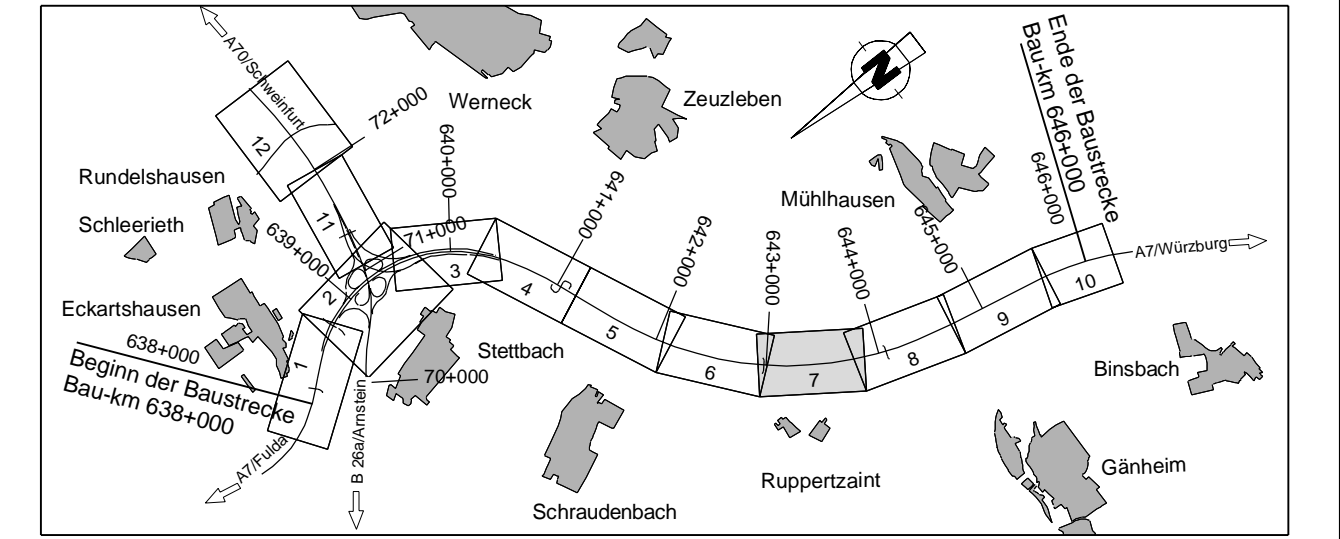 A70/Schweinfurt
12
72+000
Werneck
Zeuzleben
N
Ende der Baustrecke
Bau-km 646+000
646+000
Rundelshausen
Schleerieth
11
640+000
641+000
Mühlhausen
645+000
639+000
71+000
642+000
643+000
644+000
A7/Würzburg
2
3
4
5
6
7
8
9
10
Eckartshausen
638+000
Beginn der Baustrecke
Bau-km 638+000
1
Stettbach
70+000
Binsbach
A7/Fulda
B 26a/Arnstein
Schraudenbach
Ruppertzaint
Gänheim